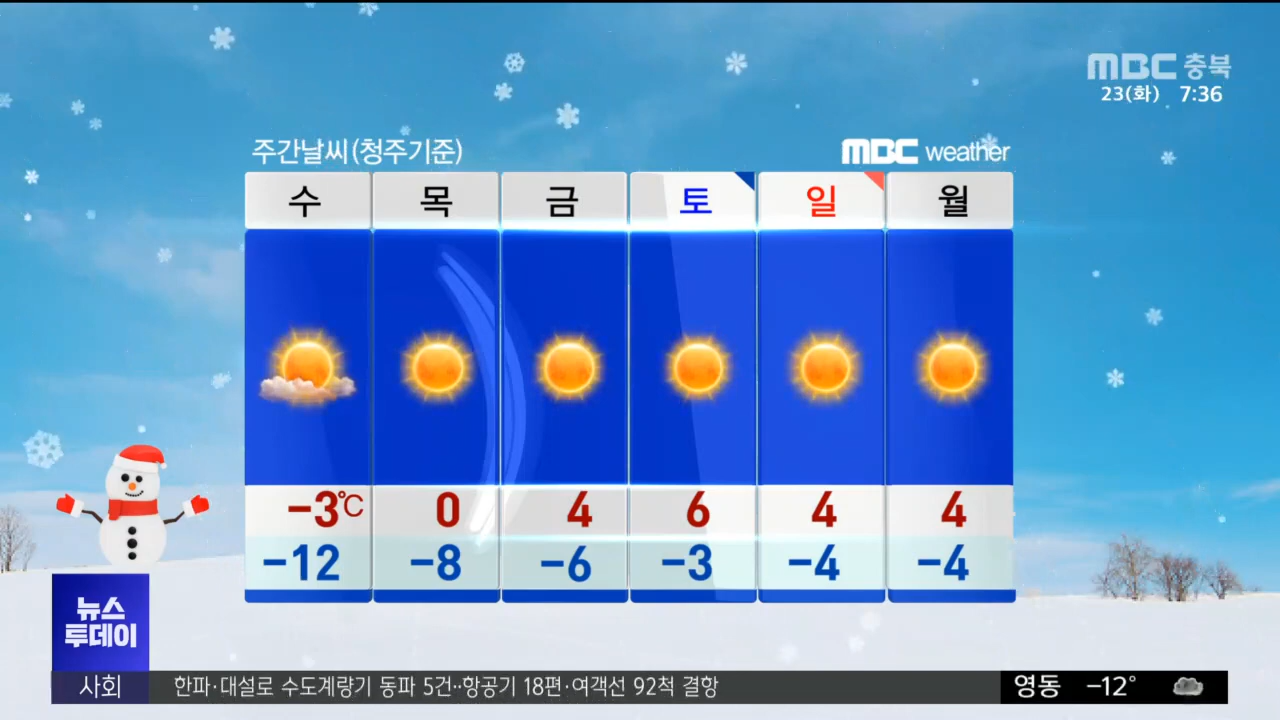 MBC 충북
23(화) 7:36
주간날씨(청주기준)
MBC weather
수 목 금 토 일 월
-3℃ 0 4 6 4 4
-12 -8 -6 -3 -4 -4
뉴스
투데이
사회 한파·대설로 수도계량기 동파 5건··항공기 18편·여객선 92척 결항
영동 -12°